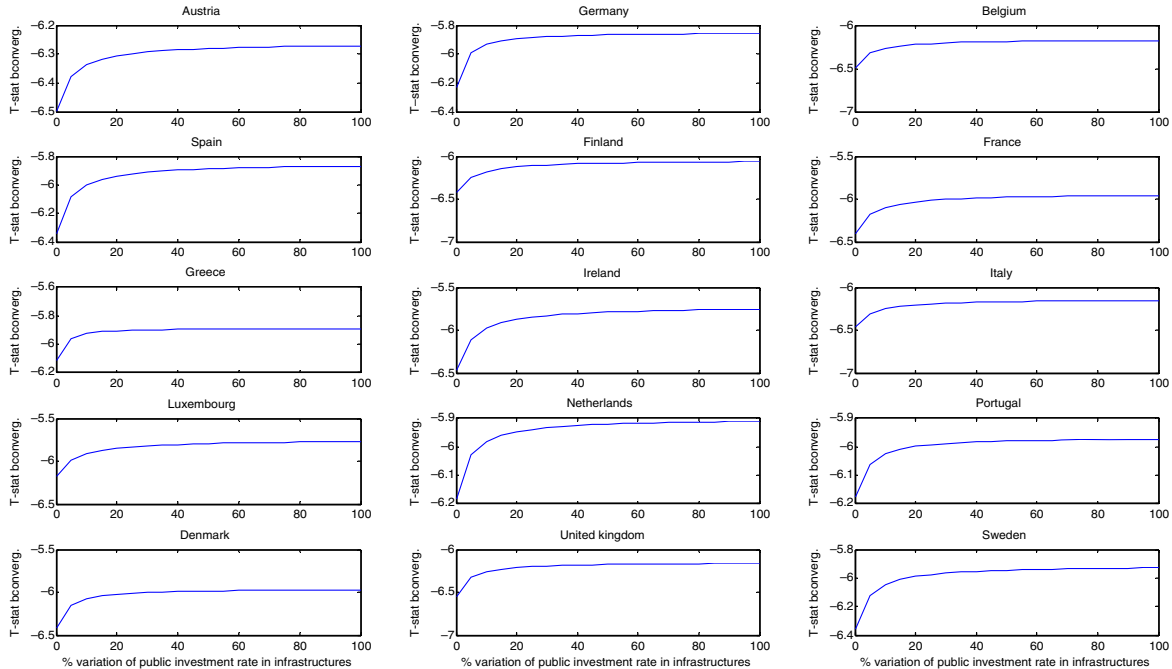 Austria
T-stat bconverg.
−6.2
−6.3
−6.4
−6.5
0 20 40 60 80 100
Germany
T−stat bconverg.
−5.8
−6
−6.2
−6.4
0 20 40 60 80 100
Belgium
T-stat bconverg.
−6
−6.5
−7
0 20 40 60 80 100
Spain
T-stat bconverg.
−5.8
−6
−6.2
−6.4
0 20 40 60 80 100
Finland
T-stat bconverg.
−6
−6.5
−7
0 20 40 60 80 100
France
T-stat bconverg.
−5.5
−6
−6.5
0 20 40 60 80 100
Greece
T-stat bconverg.
−5.6
−5.8
−6
−6.2
0 20 40 60 80 100
Ireland
T-stat bconverg.
−5.5
−6
−6.5
0 20 40 60 80 100
Italy
T-stat bconverg.
−6
−6.5
−7
0 20 40 60 80 100
Luxembourg
T-stat bconverg.
−5.5
−6
−6.5
0 20 40 60 80 100
Netherlands
T-stat bconverg.
−5.9
−6
−6.1
−6.2
0 20 40 60 80 100
Portugal
T-stat bconverg.
−5.9
−6
−6.1
−6.2
0 20 40 60 80 100
Denmark
T-stat bconverg.
−5.5
−6
−6.5
0 20 40 60 80 100
% variation of public investment rate in infrastructures
United kingdom
T-stat bconverg.
−6
−6.5
−7
0 20 40 60 80 100
% variation of public investment rate in infrastructures
Sweden
T-stat bconverg.
−5.8
−6
−6.2
−6.4
0 20 40 60 80 100
% variation of public investment rate in infrastructures